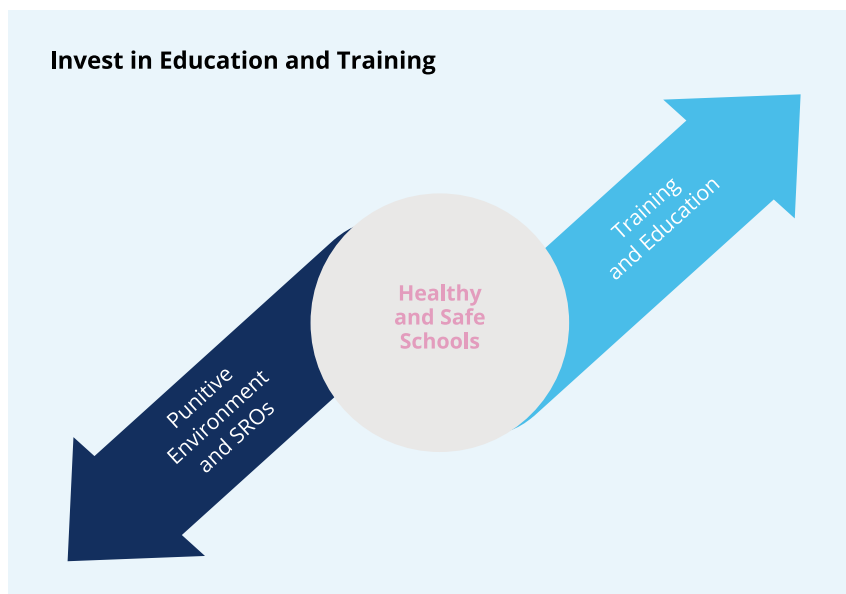 Invest in Education and Training
Training
and Education
Healthy
and Safe
Schools
Punitive
Environment
and SROs